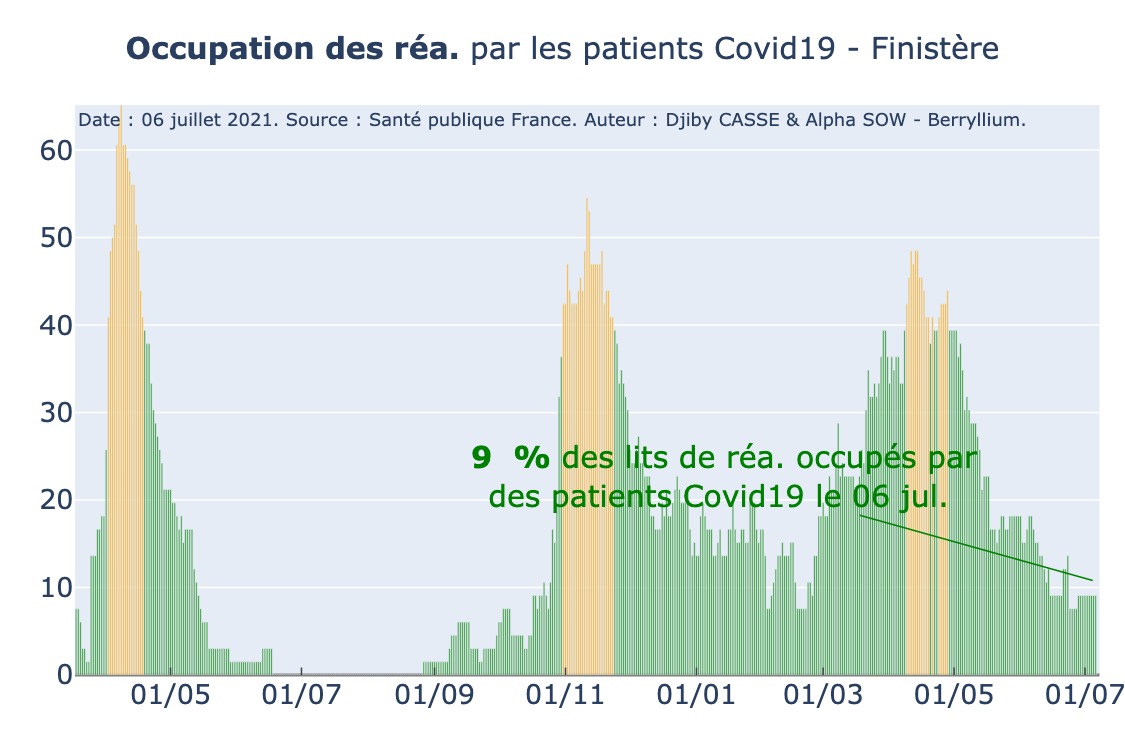 Occupation des réa. par les patients Covid19 - Finistère
Date : 06 juillet 2021. Source : Santé publique France. Auteur : Djiby CASSE & Alpha SOW - Berryllium.
60
50
40
30
20
10
0
9 % des lits de réa. occupés par
des patients Covid19 le 06 jul.
01/05 01/07 01/09 01/11 01/01 01/03 01/05 01/07